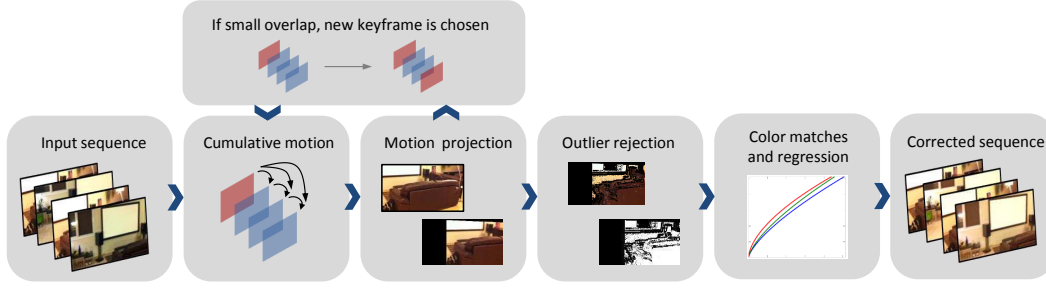 If small overlap, new keyframe is chosen
Input sequence
Cumulative motion
Motion projection
Outlier rejection
Color matches
and regression
Corrected sequence